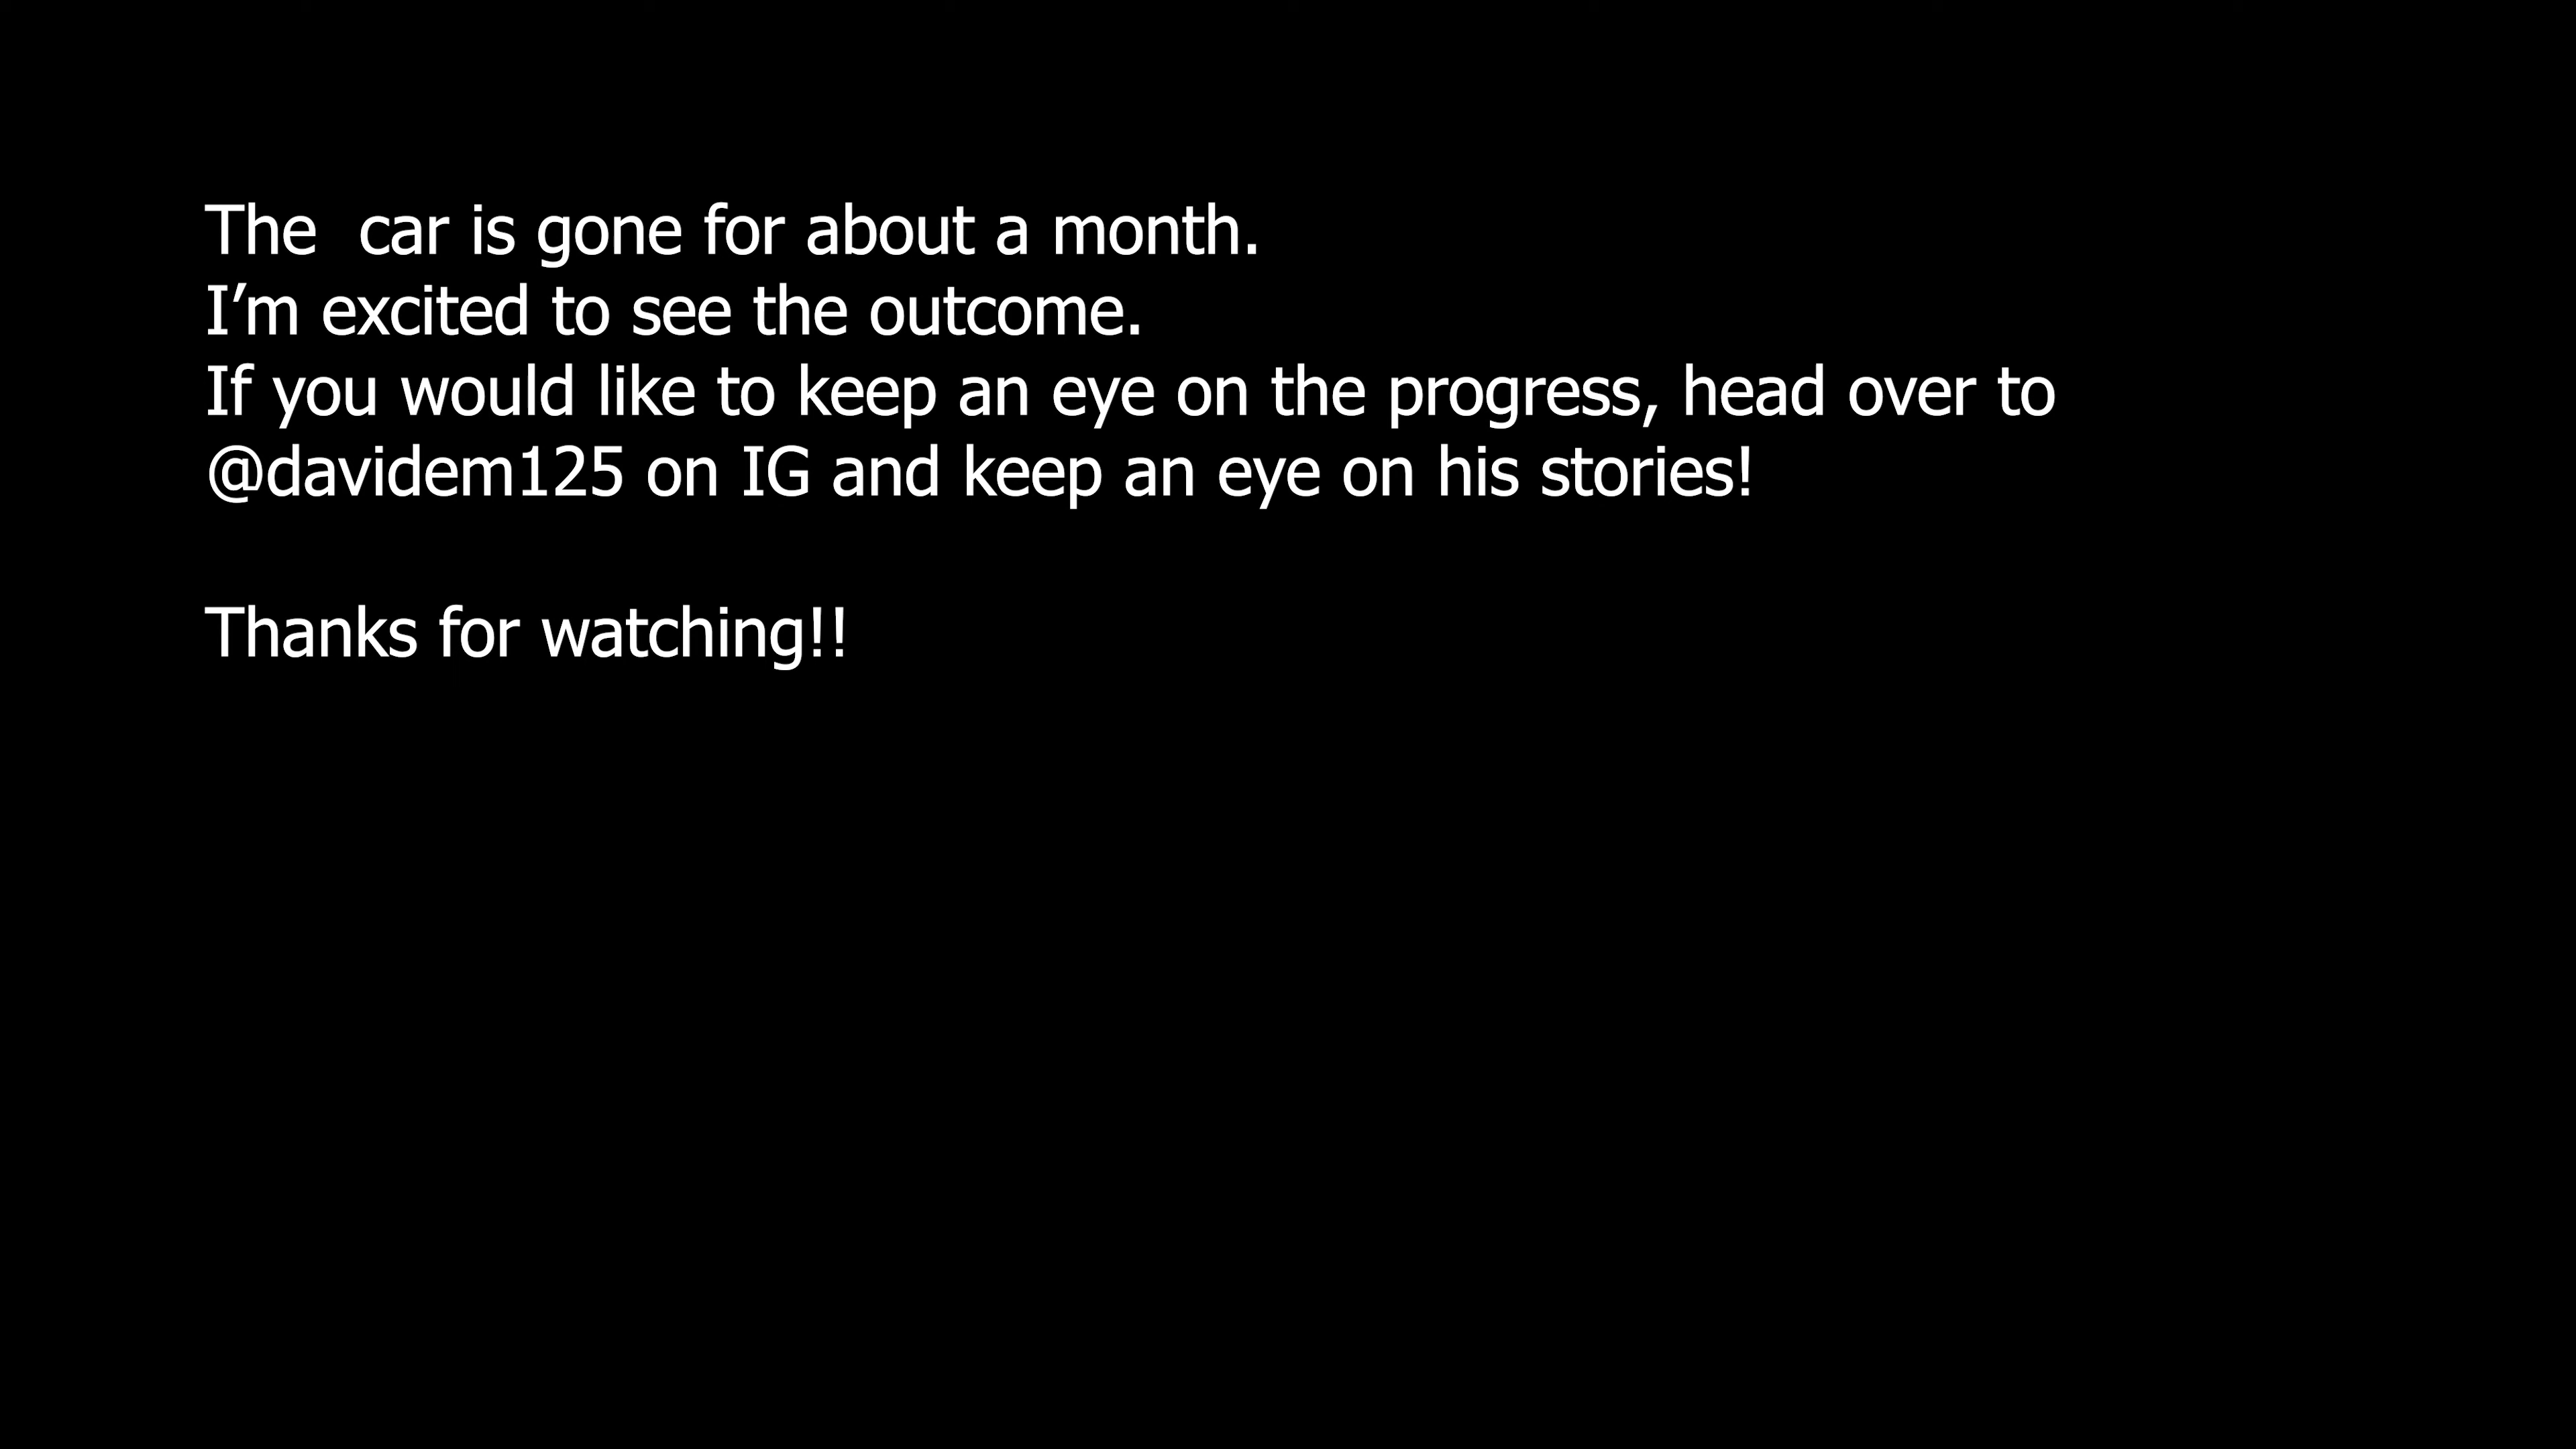 The  car is gone for about a month.
I’m excited to see the outcome.
If you would like to keep an eye on the progress, head over to
@davidem125 on IG and keep an eye on his stories!
Thanks for watching!!